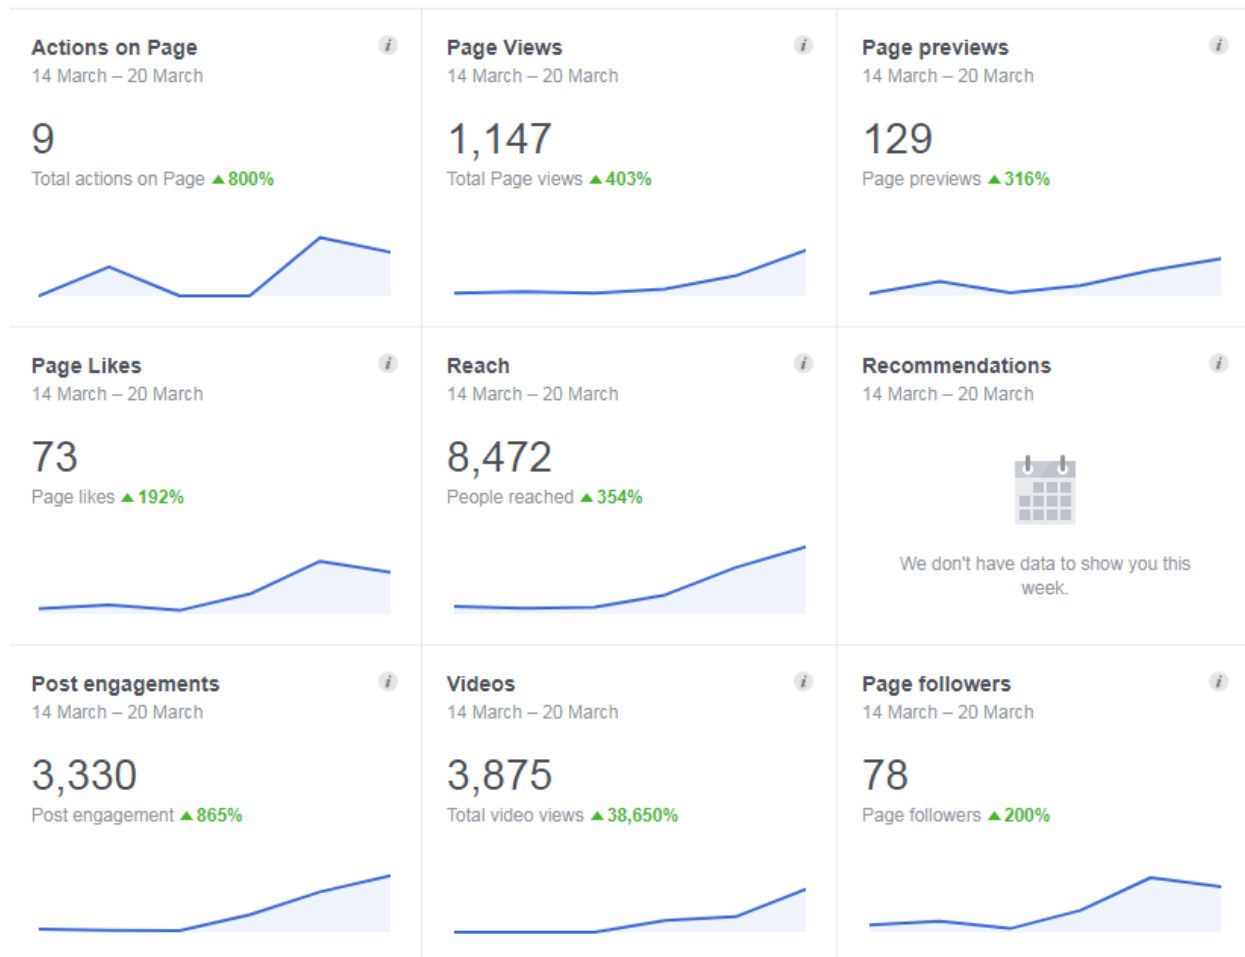 Actions on Page
14 March – 20 March
9
Total actions on Page ▲800%
Page Views
14 March – 20 March
1,147
Total Page views ▲403%
Page previews
14 March – 20 March
129
Page previews ▲316%
Page Likes
14 March – 20 March
73
Page likes ▲192%
Reach
14 March – 20 March
8,472
People reached ▲354%
Recommendations
14 March – 20 March
We don't have data to show you this
week.
Post engagements
14 March – 20 March
3,330
Post engagement ▲865%
Videos
14 March – 20 March
3,875
Total video views ▲38,650%
Page followers
14 March – 20 March
78
Page followers ▲200%